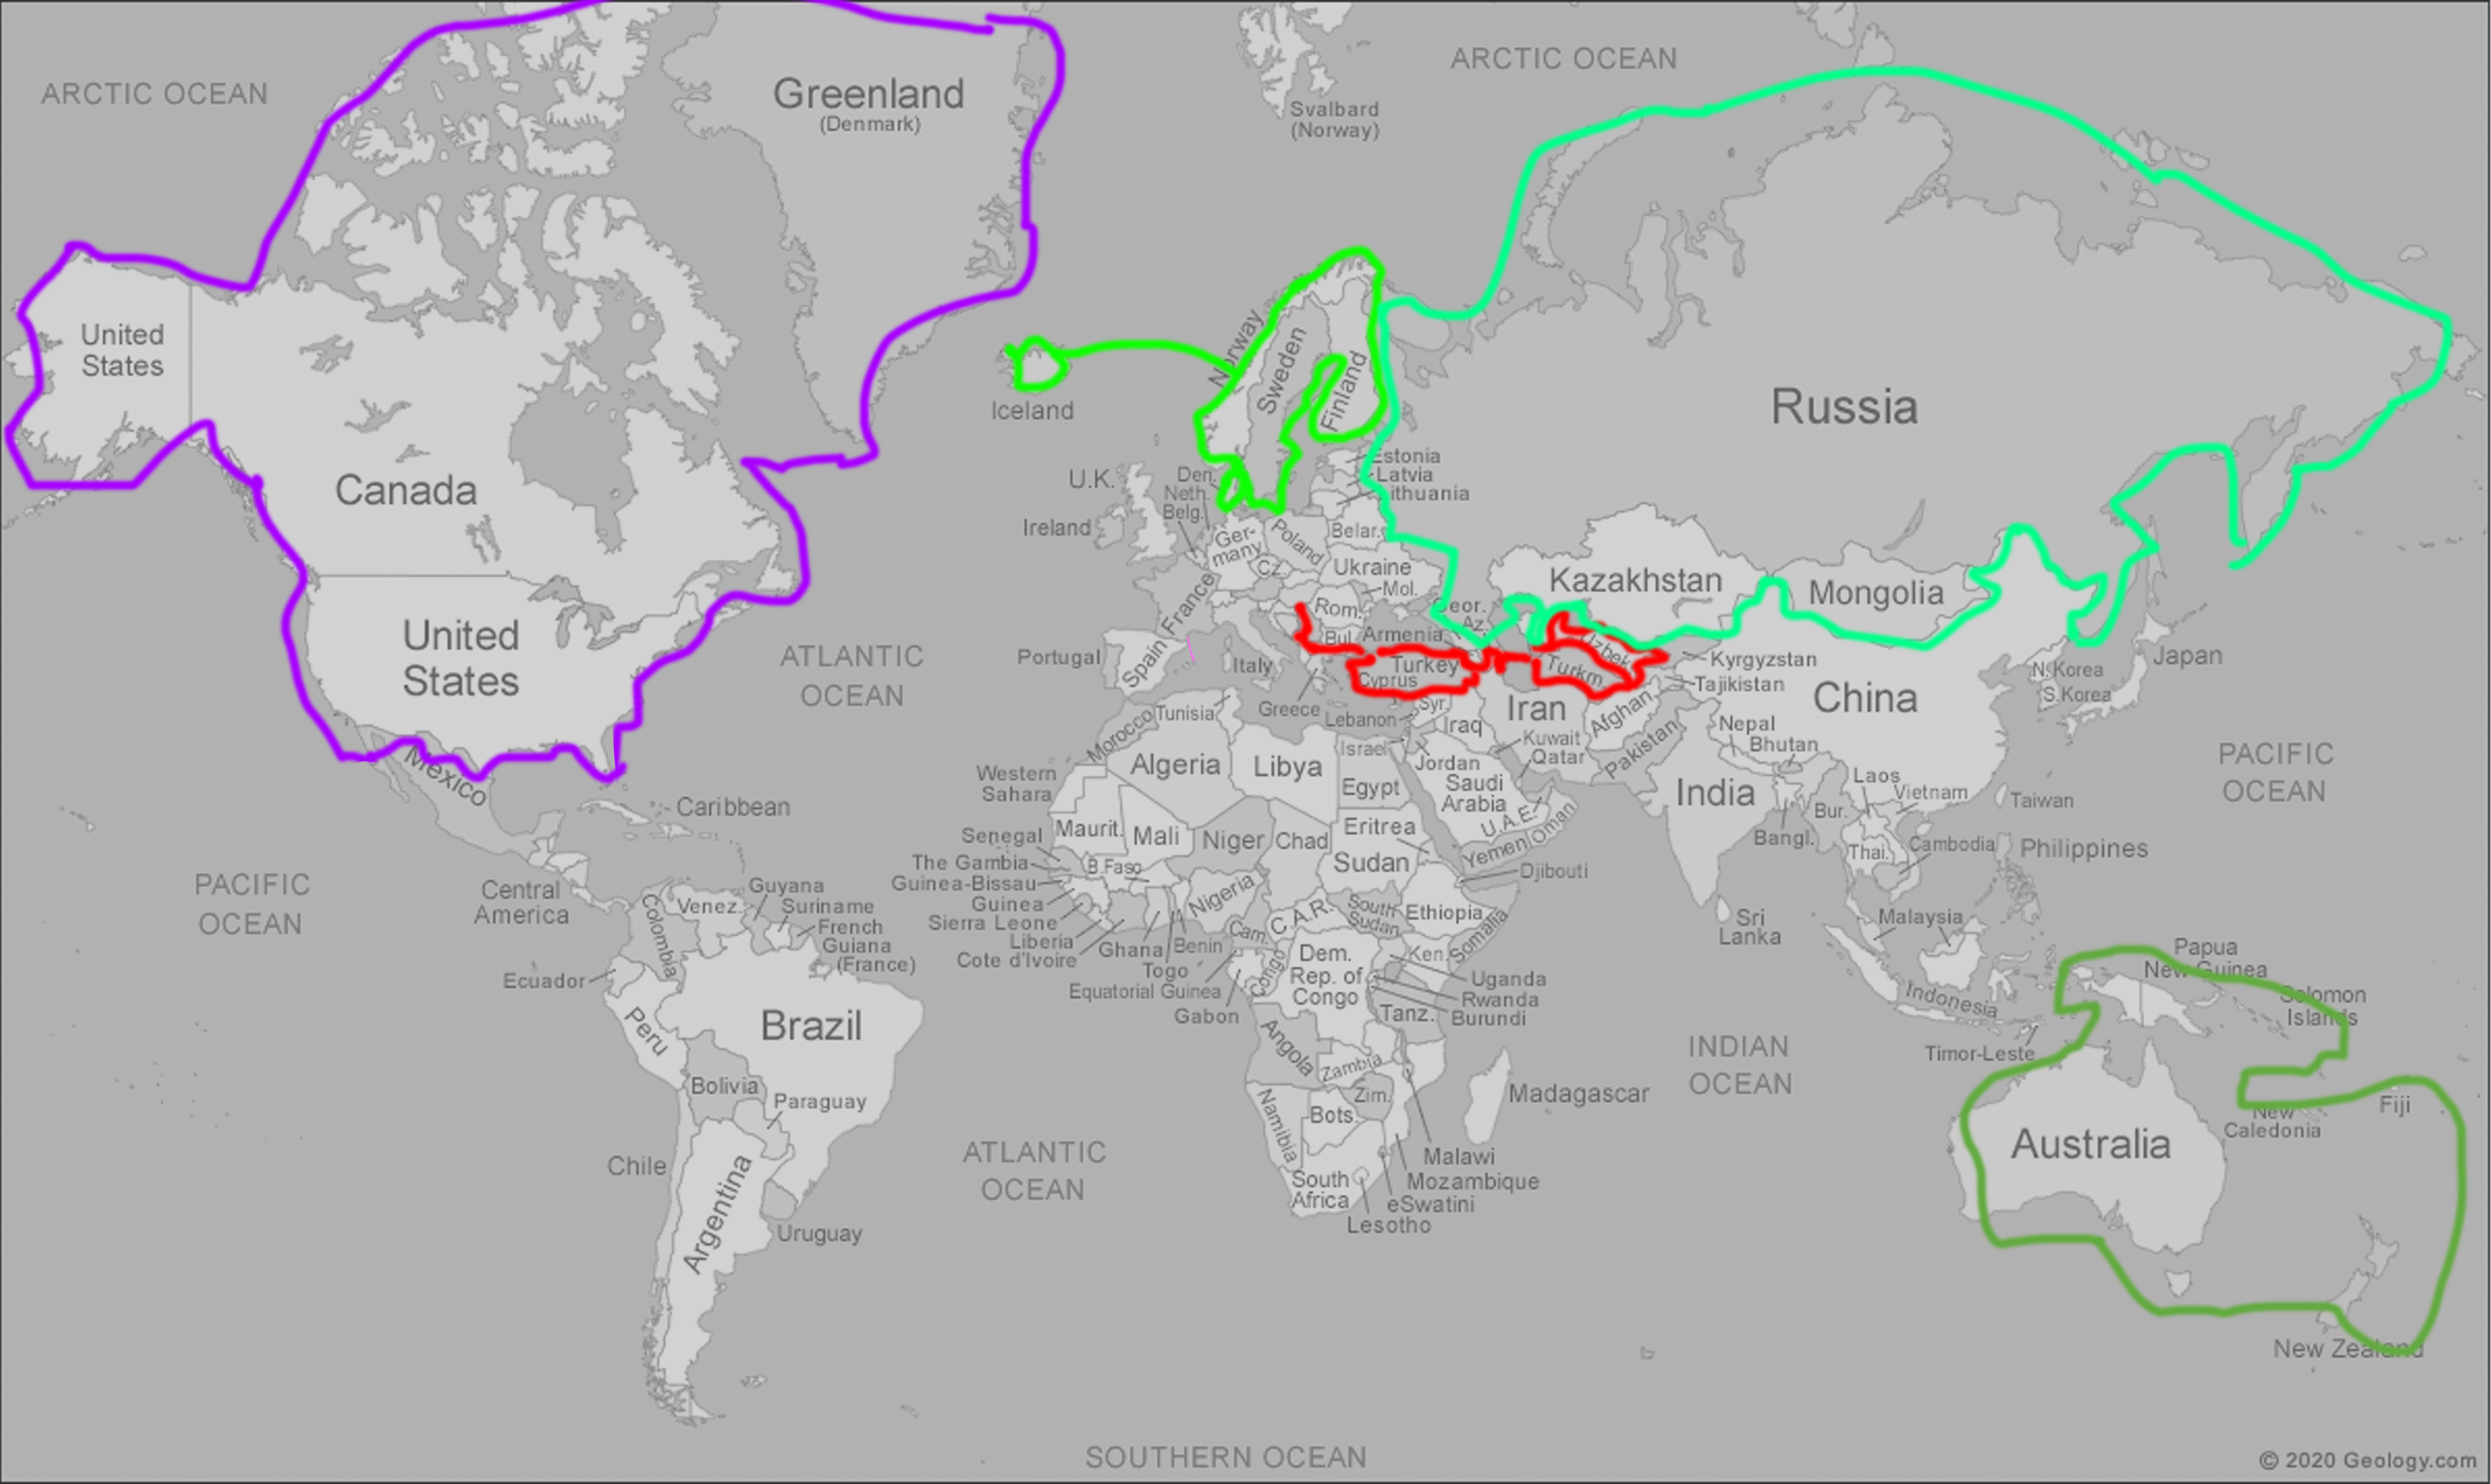 ARCTIC OCEAN
Greenland
(Denmark)
ARCTIC OCEAN
Svalbard
(Norway)
United
States
Canada
Norway
Sweden
Finland
Iceland
Russia
U.K.
Ireland
Den.
Neth.
Belg.
Estonia
Latvia
Lithuania
Belar.
Ger-
many
Poland
Cz.
Ukraine
Mol.
France
Rom.
Bul.
Geor.
Az.
Armenia
Kazakhstan
Mongolia
United
States
ATLANTIC
OCEAN
Portugal
Spain
Italy
Greece
Turkey
Cyprus
Uzbek.
Turkm.
Kyrgyzstan
Tajikistan
China
N.Korea
S.Korea
Japan
Mexico
Morocco
Tunisia
Lebanon
Syr.
Iraq
Iran
Afghan.
Pakistan
Nepal
Bhutan
Israel
Jordan
Kuwait
Qatar
Algeria
Libya
Egypt
Saudi
Arabia
U.A.E.
Oman
Yemen
India
Laos
Vietnam
Taiwan
Bur.
Bangl.
Thai.
Cambodia
Philippines
PACIFIC
OCEAN
Western
Sahara
Caribbean
PACIFIC
OCEAN
Central
America
Senegal
The Gambia
Guinea-Bissau
Guinea
Sierra Leone
Liberia
Cote d'Ivoire
Maurit.
Mali
Niger
Chad
Eritrea
Sudan
B.Faso
Nigeria
Djibouti
Ghana
Benin
Togo
Equatorial Guinea
Gabon
Cam.
C.A.R.
South
Sudan
Ethiopia
Somalia
Congo
Dem.
Rep. of
Congo
Ken.
Uganda
Rwanda
Burundi
Tanz.
Sri
Lanka
Malaysia
Indonesia
Timor-Leste
Papua
New Guinea
Solomon
Islands
Venez.
Guyana
Suriname
French
Guiana
(France)
Colombia
Ecuador
Peru
Brazil
Bolivia
Paraguay
Chile
Argentina
Uruguay
ATLANTIC
OCEAN
Angola
Zambia
Zim.
Namibia
Bots.
South
Africa
Madagascar
Malawi
Mozambique
eSwatini
Lesotho
INDIAN
OCEAN
Australia
New
Caledonia
Fiji
New Zealand
SOUTHERN OCEAN
© 2020 Geology.com